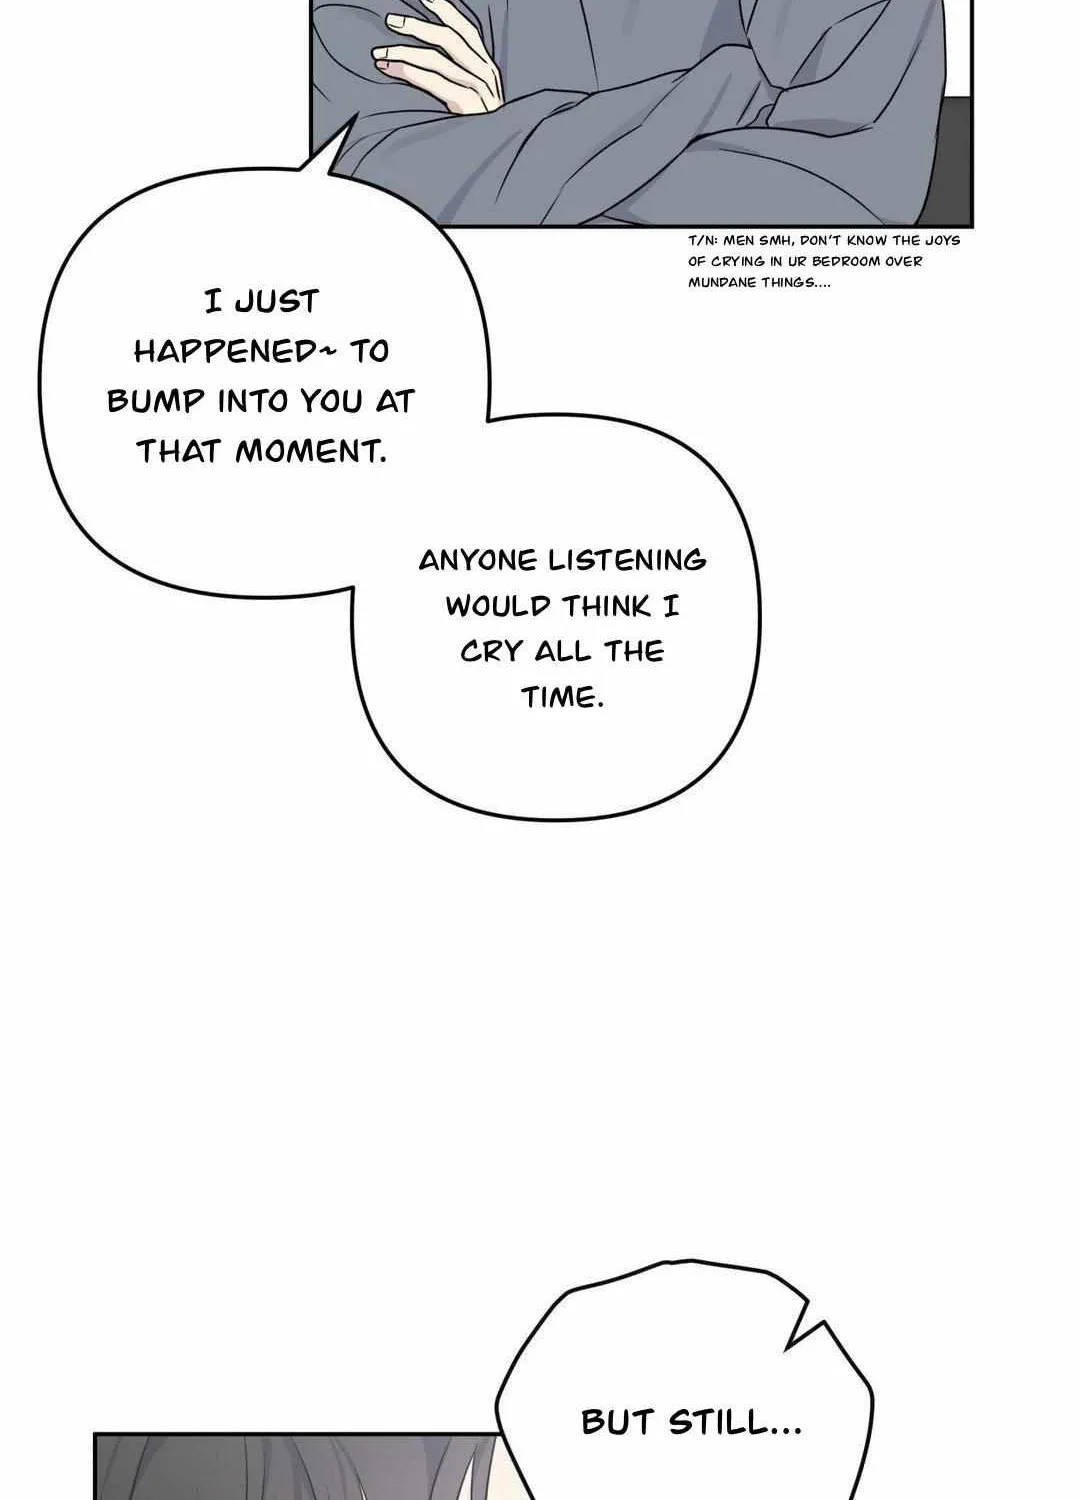 T/N: MEN SMH, DON'T KNOW THE JOYS
OF CRYING IN UR BEDROOM OVER
MUNDANE THINGS....
I JUST
HAPPENED~ TO
BUMP INTO YOU AT
THAT MOMENT.
ANYONE LISTENING
WOULD THINK I
CRY ALL THE
TIME.
BUT STILL...